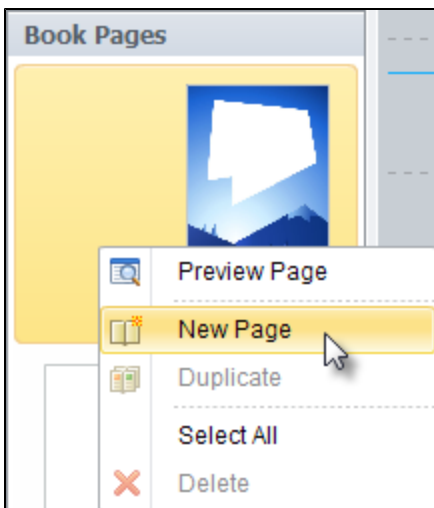 Book Pages
Preview Page
New Page
Duplicate
Select All
Delete